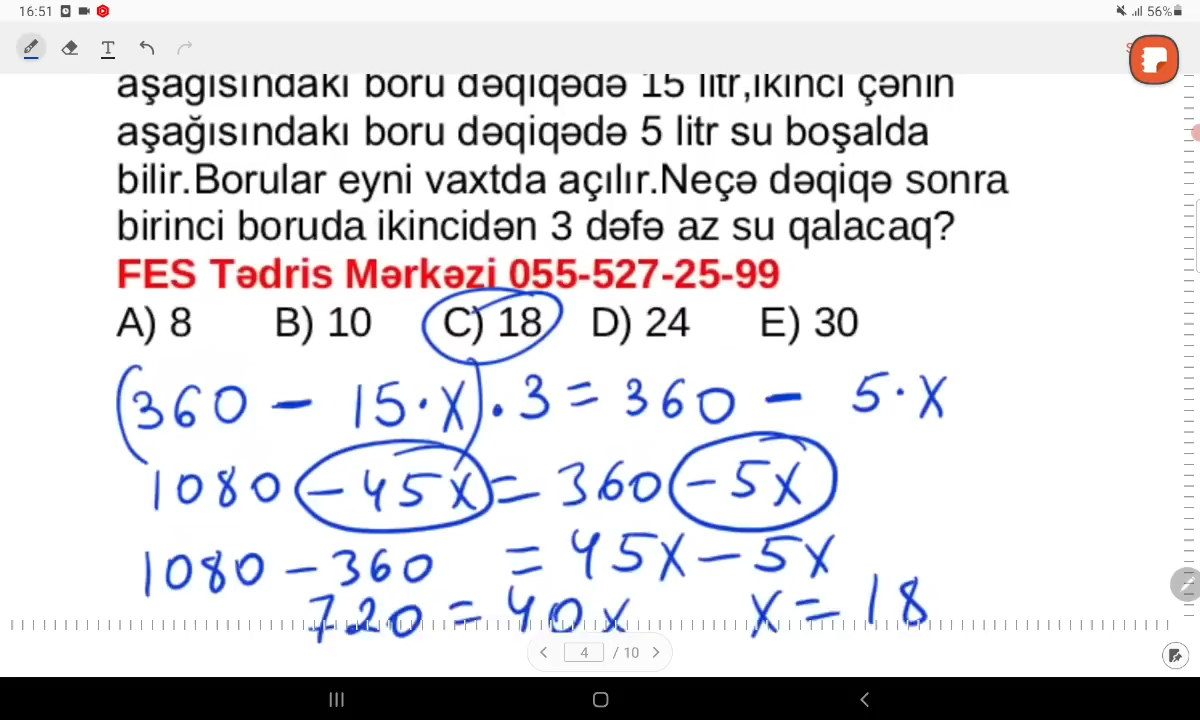 16:51
56%
aşağısındakı boru dəqiqədə 15 litr,ikinci çənin
aşağısındakı boru dəqiqədə 5 litr su boşalda
bilir.Borular eyni vaxtda açılır.Neçə dəqiqə sonra
birinci boruda ikincidən 3 dəfə az su qalacaq?
FES Tədris Mərkəzi 055-527-25-99
A) 8 B) 10 C) 18 D) 24 E) 30
(360 - 15·x)·3 = 360 - 5·x
1080 - 45x = 360 - 5x
1080 - 360 = 45x - 5x
720 = 40x x = 18
4 / 10